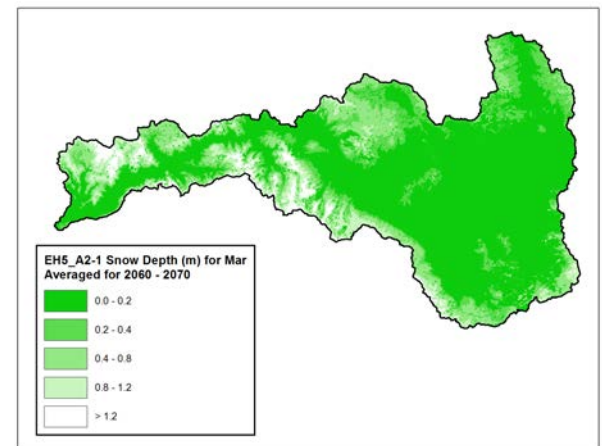 EH5_A2-1 Snow Depth (m) for Mar
Averaged for 2060 - 2070
0.0 - 0.2
0.2 - 0.4
0.4 - 0.8
0.8 - 1.2
> 1.2